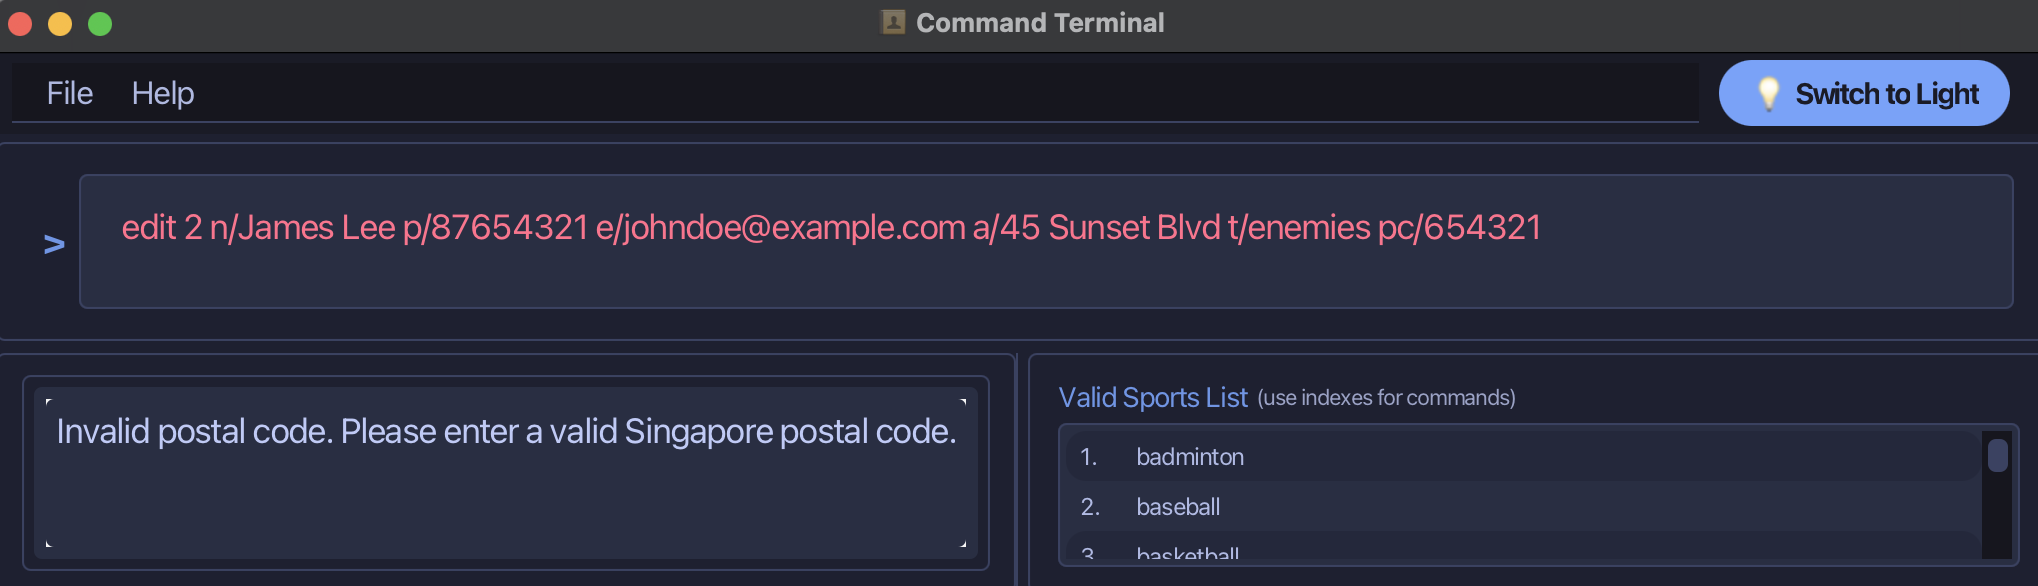 Command Terminal
File Help
Switch to Light
> edit 2 n/James Lee p/87654321 e/johndoe@example.com a/45 Sunset Blvd t/enemies pc/654321
Invalid postal code. Please enter a valid Singapore postal code.
Valid Sports List (use indexes for commands)
1. badminton
2. baseball
3. basketball